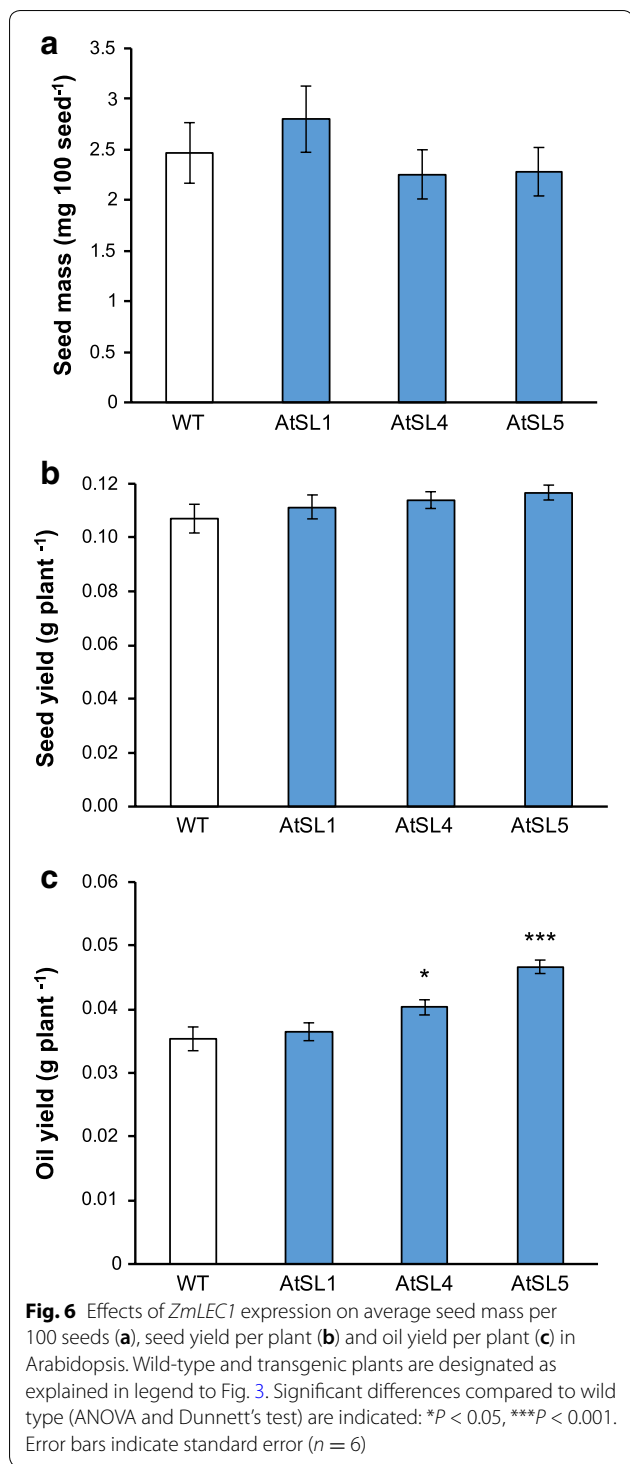 a
3.5
3
2.5
2
1.5
1
0.5
0
Seed mass (mg 100 seed⁻¹)
WT AtSL1 AtSL4 AtSL5
b
0.12
0.10
0.08
0.06
0.04
0.02
0.00
Seed yield (g plant ⁻¹)
WT AtSL1 AtSL4 AtSL5
c
0.06
0.05
0.04
0.03
0.02
0.01
0
Oil yield (g plant ⁻¹)
*
***
WT AtSL1 AtSL4 AtSL5
Fig. 6 Effects of ZmLEC1 expression on average seed mass per
100 seeds (a), seed yield per plant (b) and oil yield per plant (c) in
Arabidopsis. Wild-type and transgenic plants are designated as
explained in legend to Fig. 3. Significant differences compared to wild
type (ANOVA and Dunnett's test) are indicated: *P < 0.05, ***P < 0.001.
Error bars indicate standard error (n = 6)